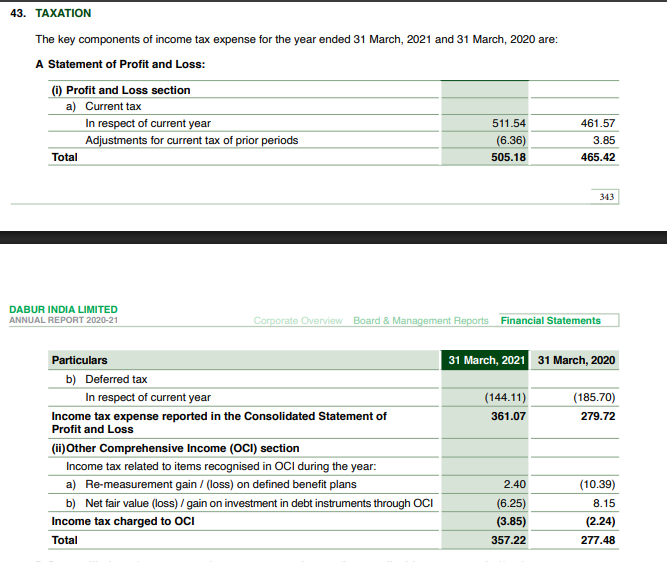 43. TAXATION
The key components of income tax expense for the year ended 31 March, 2021 and 31 March, 2020 are:
A Statement of Profit and Loss:
(i) Profit and Loss section
a) Current tax
In respect of current year 511.54 461.57
Adjustments for current tax of prior periods (6.36) 3.85
Total 505.18 465.42
343
DABUR INDIA LIMITED
ANNUAL REPORT 2020-21
Corporate Overview Board & Management Reports Financial Statements
Particulars 31 March, 2021 31 March, 2020
b) Deferred tax
In respect of current year (144.11) (185.70)
Income tax expense reported in the Consolidated Statement of 361.07 279.72
Profit and Loss
(ii)Other Comprehensive Income (OCI) section
Income tax related to items recognised in OCI during the year:
a) Re-measurement gain / (loss) on defined benefit plans 2.40 (10.39)
b) Net fair value (loss) / gain on investment in debt instruments through OCI (6.25) 8.15
Income tax charged to OCI (3.85) (2.24)
Total 357.22 277.48